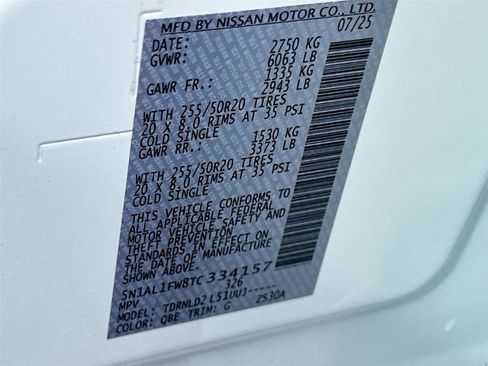 MFD BY NISSAN MOTOR CO., LTD.
DATE: 07/25
GVWR: 2750 KG
6063 LB
GAWR FR.: 1335 KG
2943 LB
WITH 255/50R20 TIRES
20 X 8.0 RIMS AT 35 PSI
COLD SINGLE
GAWR RR.: 1530 KG
3373 LB
WITH 255/50R20 TIRES
20 X 8.0 RIMS AT 35 PSI
COLD SINGLE
THIS VEHICLE CONFORMS TO
ALL APPLICABLE FEDERAL
MOTOR VEHICLE SAFETY AND
THEFT PREVENTION
STANDARDS IN EFFECT ON
THE DATE OF MANUFACTURE
SHOWN ABOVE.
5N1AL1FW8TC334157
MPV 326
MODEL: TDRNLD2 L51UUJ-----
COLOR: QBE TRIM: G ZS30A